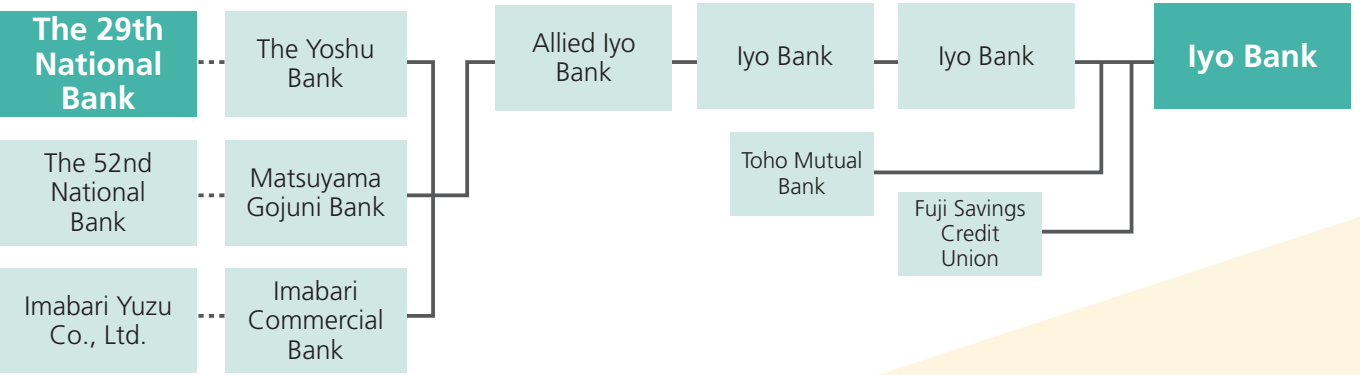 The 29th
National
Bank
The Yoshu
Bank
Allied Iyo
Bank
Iyo Bank
Iyo Bank
Iyo Bank
The 52nd
National
Bank
Matsuyama
Gojuni Bank
Toho Mutual
Bank
Fuji Savings
Credit
Union
Imabari Yuzu
Co., Ltd.
Imabari
Commercial
Bank